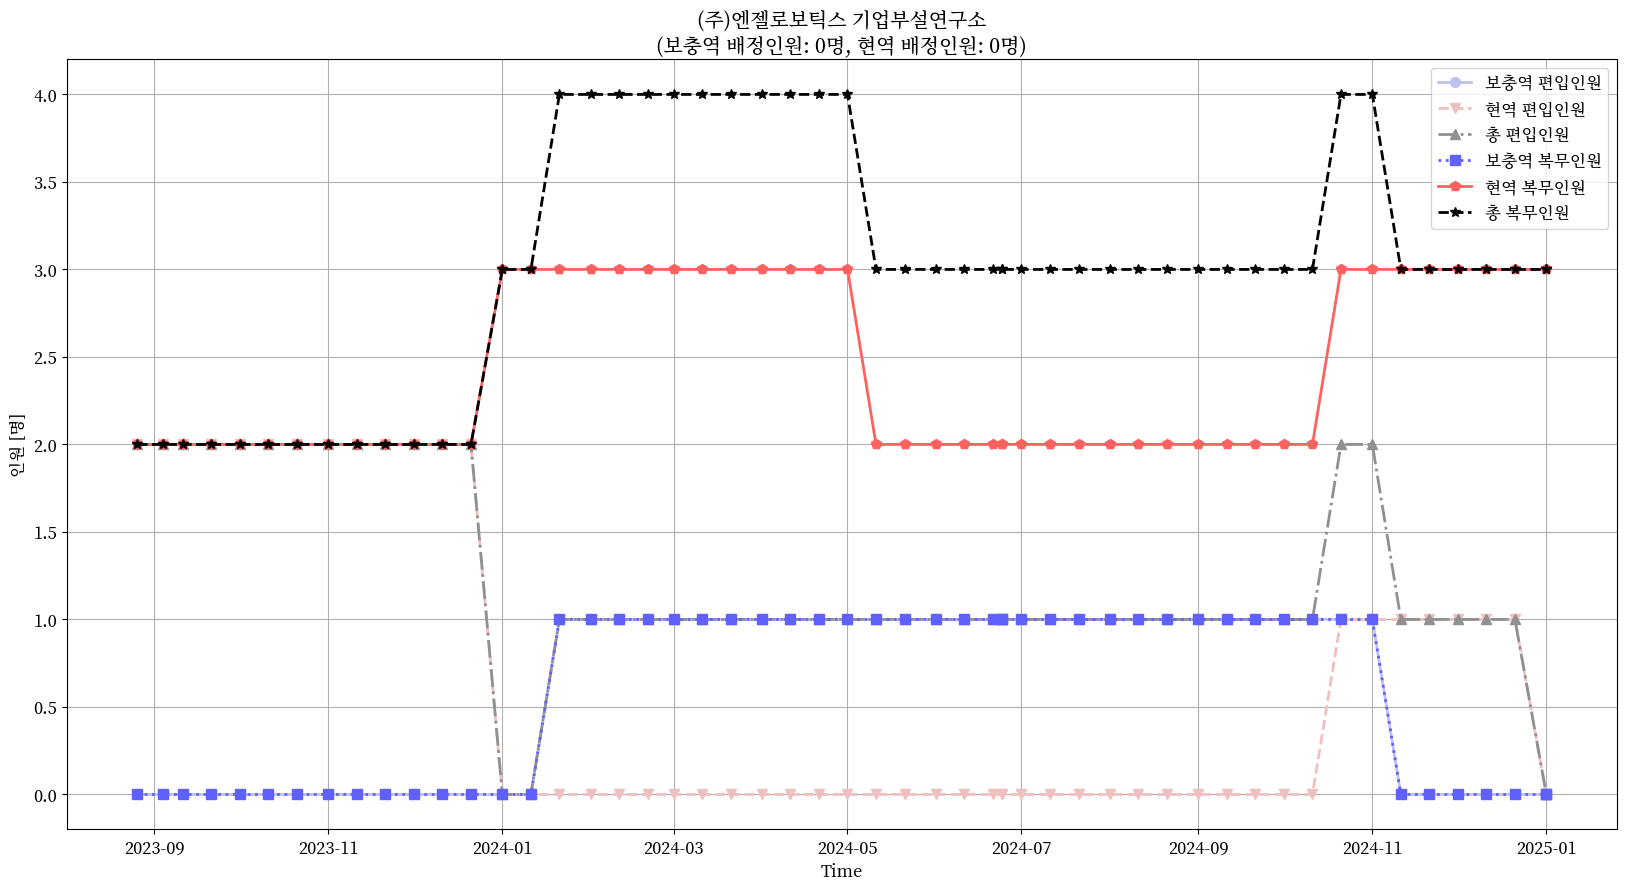 (주)엔젤로보틱스 기업부설연구소
(보충역 배정인원: 0명, 현역 배정인원: 0명)
보충역 편입인원
현역 편입인원
총 편입인원
보충역 복무인원
현역 복무인원
총 복무인원
인원 [명]
4.0
3.5
3.0
2.5
2.0
1.5
1.0
0.5
0.0
2023-09
2023-11
2024-01
2024-03
2024-05
2024-07
2024-09
2024-11
2025-01
Time